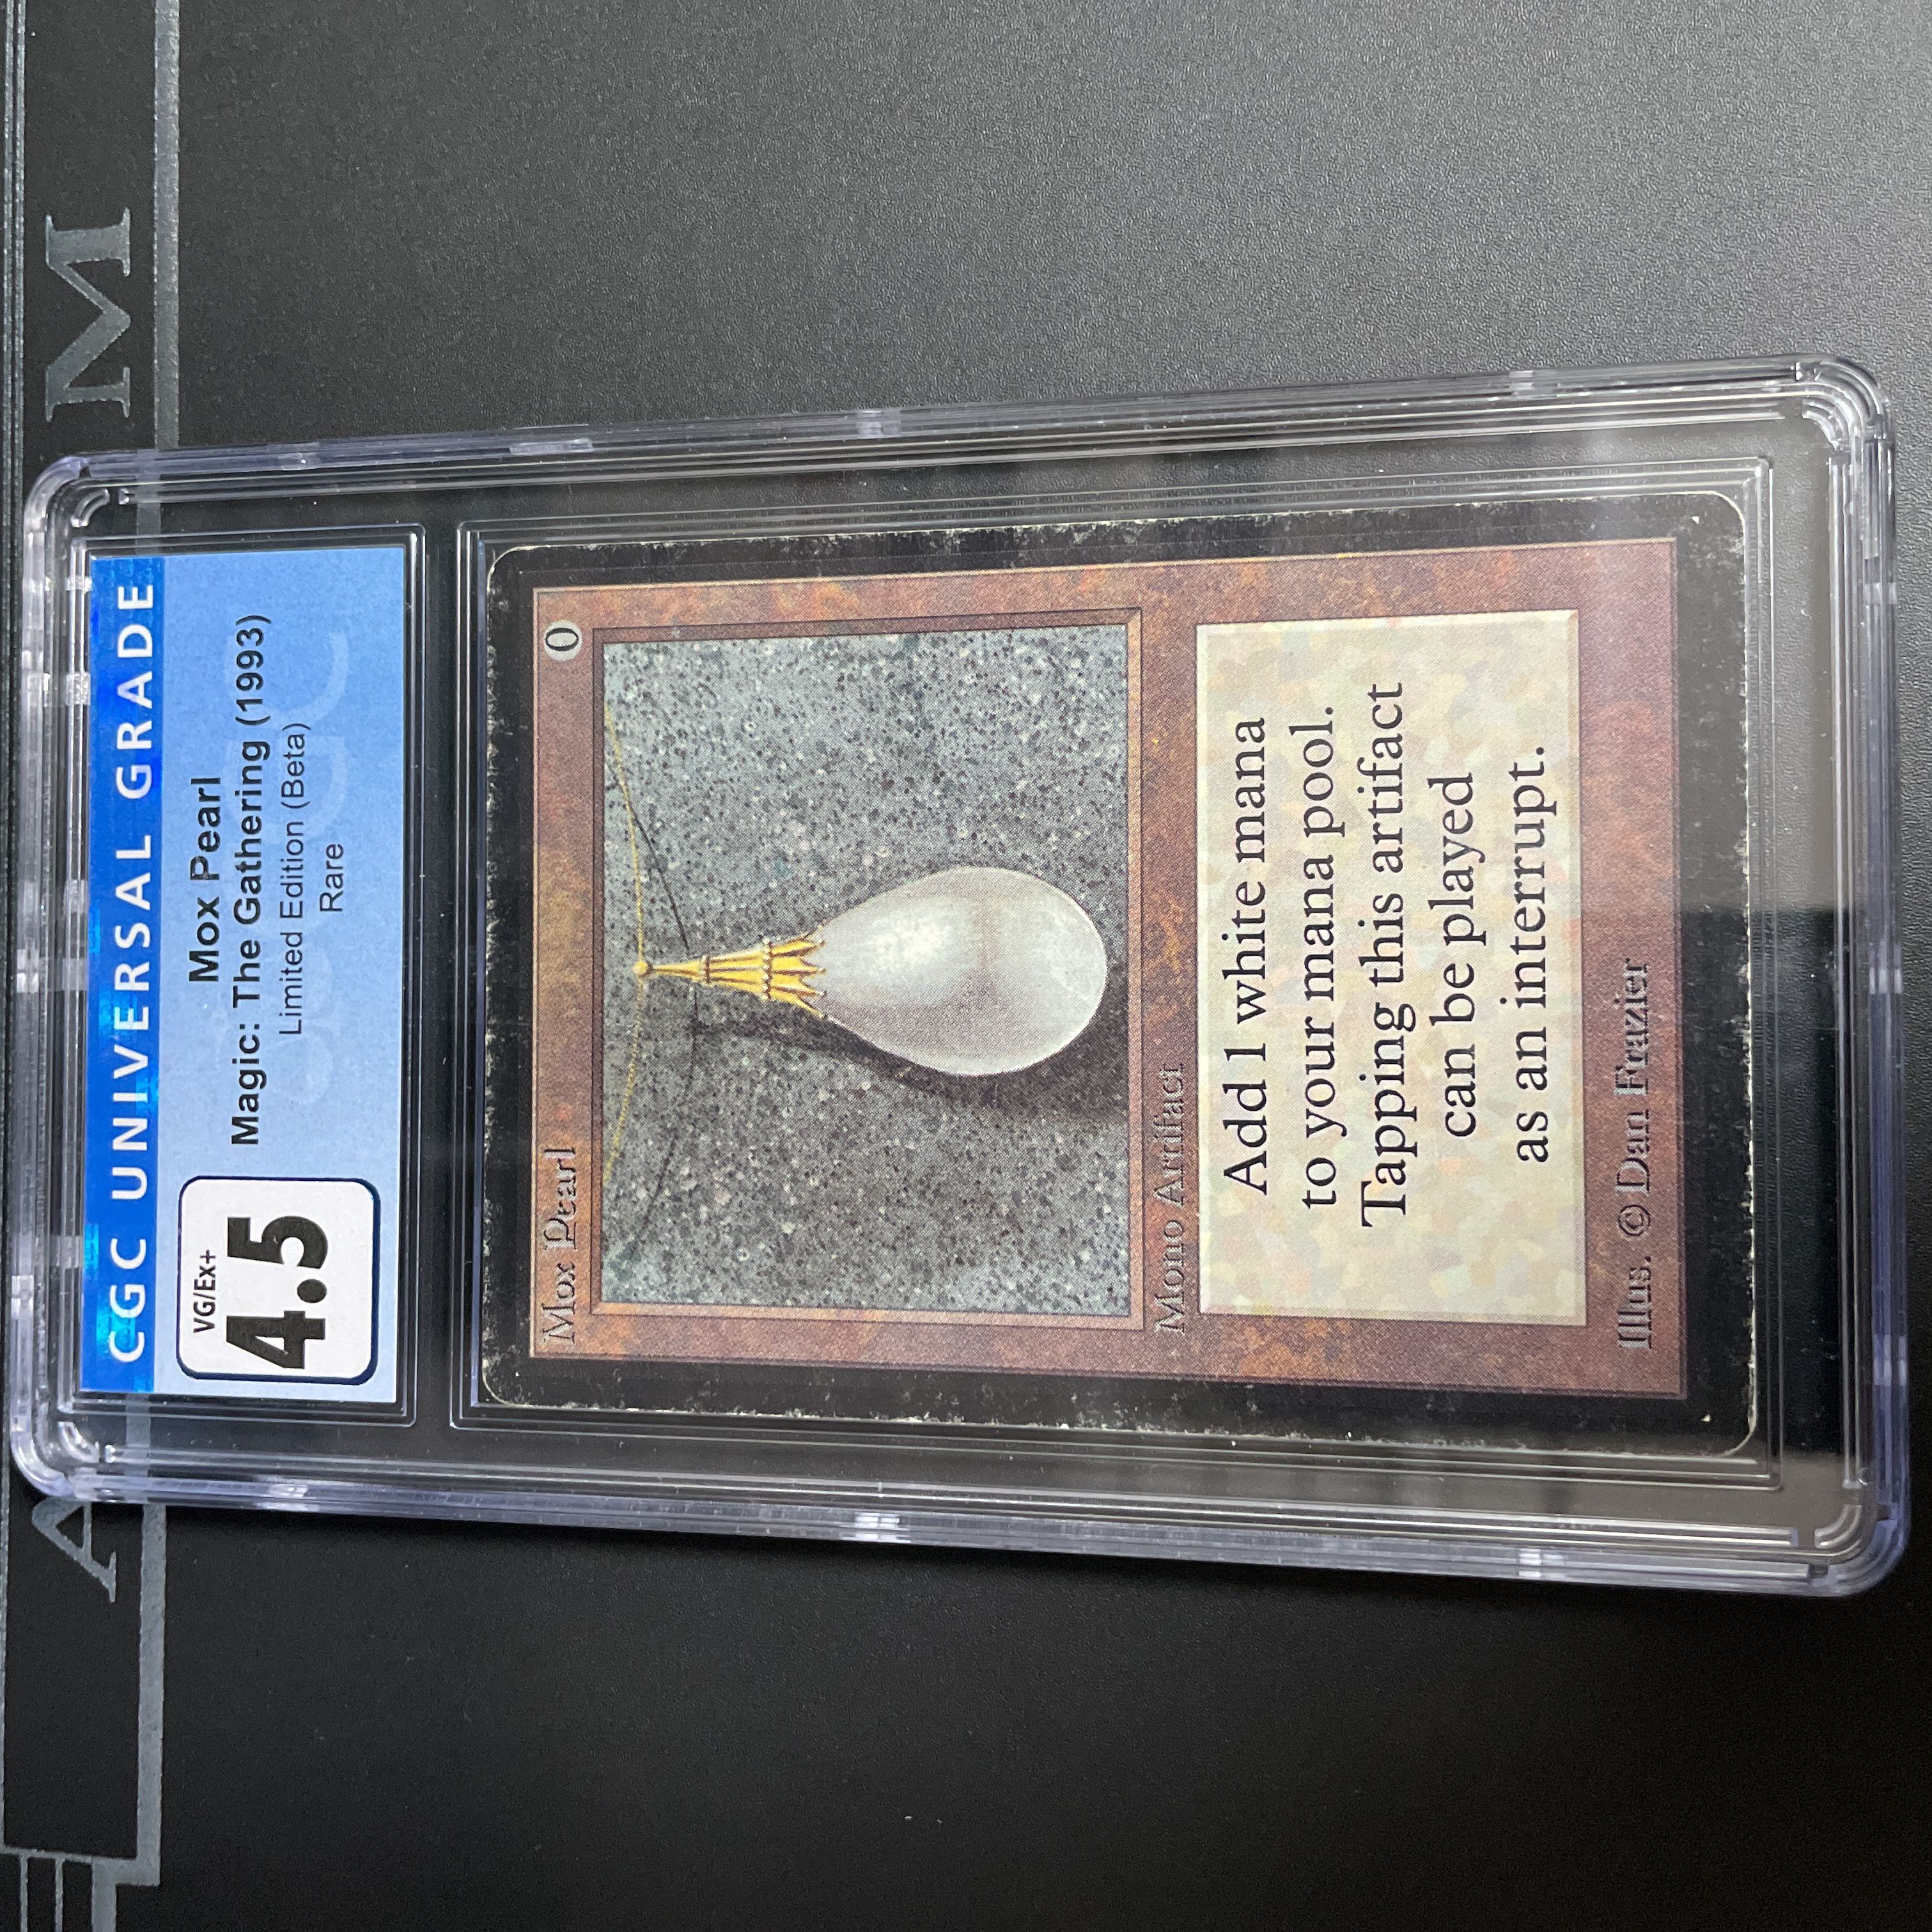 CGC UNIVERSAL GRADE
VG/Ex+
4.5
Mox Pearl
Magic: The Gathering (1993)
Limited Edition (Beta)
Rare
Mox Pearl
0
Mono Artifact
Add 1 white mana
to your mana pool.
Tapping this artifact
can be played
as an interrupt.
Illus. © Dan Frazier